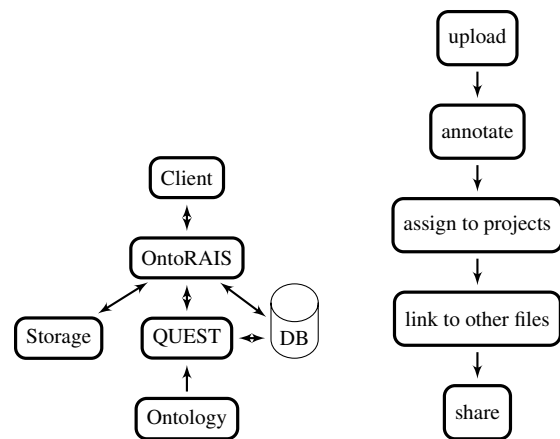 Client
OntoRAIS
Storage
QUEST
DB
Ontology
upload
annotate
assign to projects
link to other files
share